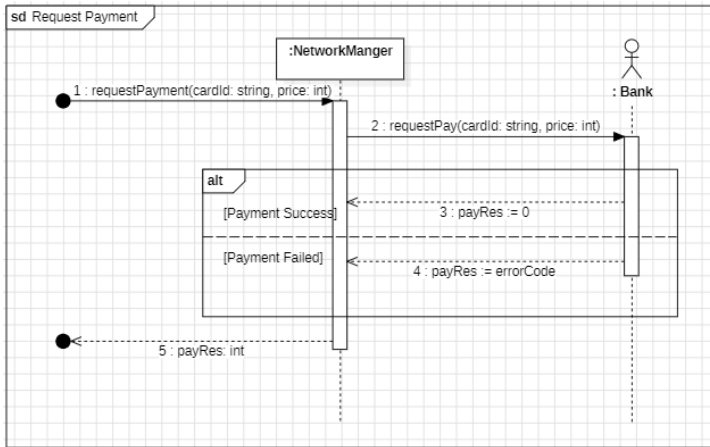 sd Request Payment
:NetworkManger
: Bank
1 : requestPayment(cardId: string, price: int)
2 : requestPay(cardId: string, price: int)
alt
[Payment Success]
3 : payRes := 0
[Payment Failed]
4 : payRes := errorCode
5 : payRes: int